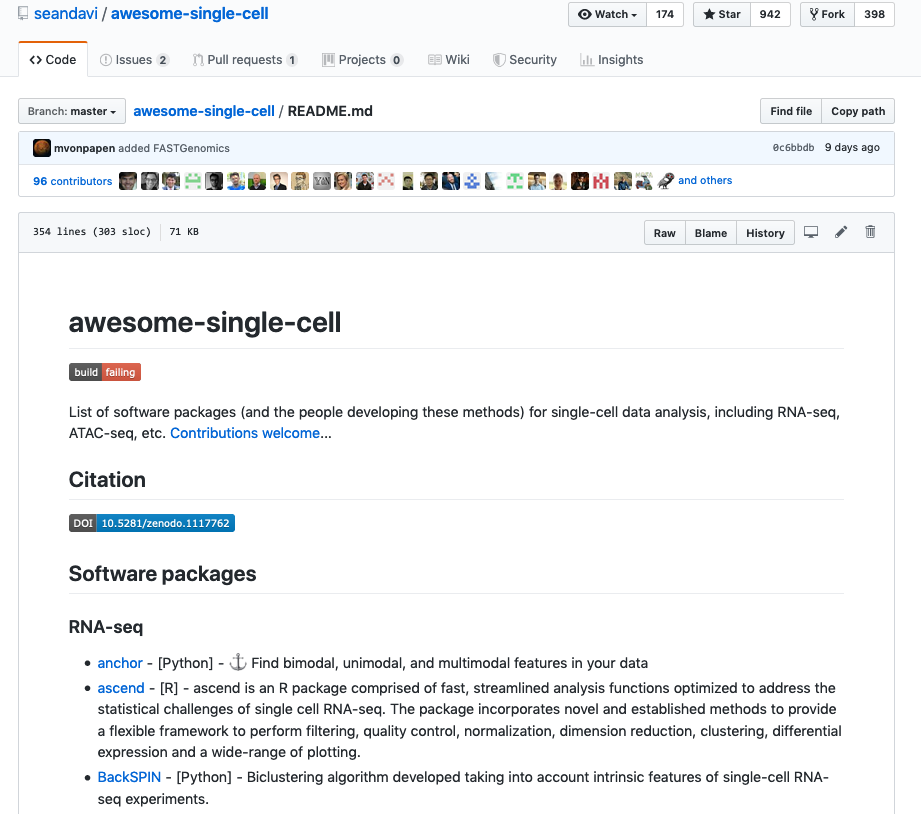 seandavi / awesome-single-cell
Watch 174 Star 942 Fork 398
Code Issues 2 Pull requests 1 Projects 0 Wiki Security Insights
Branch: master awesome-single-cell / README.md Find file Copy path
mvonpapen added FASTGenomics 0c6bbdb 9 days ago
96 contributors and others
354 lines (303 sloc) 71 KB Raw Blame History
awesome-single-cell
build failing
List of software packages (and the people developing these methods) for single-cell data analysis, including RNA-seq,
ATAC-seq, etc. Contributions welcome...
Citation
DOI 10.5281/zenodo.1117762
Software packages
RNA-seq
• anchor - [Python] - ⚓ Find bimodal, unimodal, and multimodal features in your data
• ascend - [R] - ascend is an R package comprised of fast, streamlined analysis functions optimized to address the
statistical challenges of single cell RNA-seq. The package incorporates novel and established methods to provide
a flexible framework to perform filtering, quality control, normalization, dimension reduction, clustering, differential
expression and a wide-range of plotting.
• BackSPIN - [Python] - Biclustering algorithm developed taking into account intrinsic features of single-cell RNA-
seq experiments.